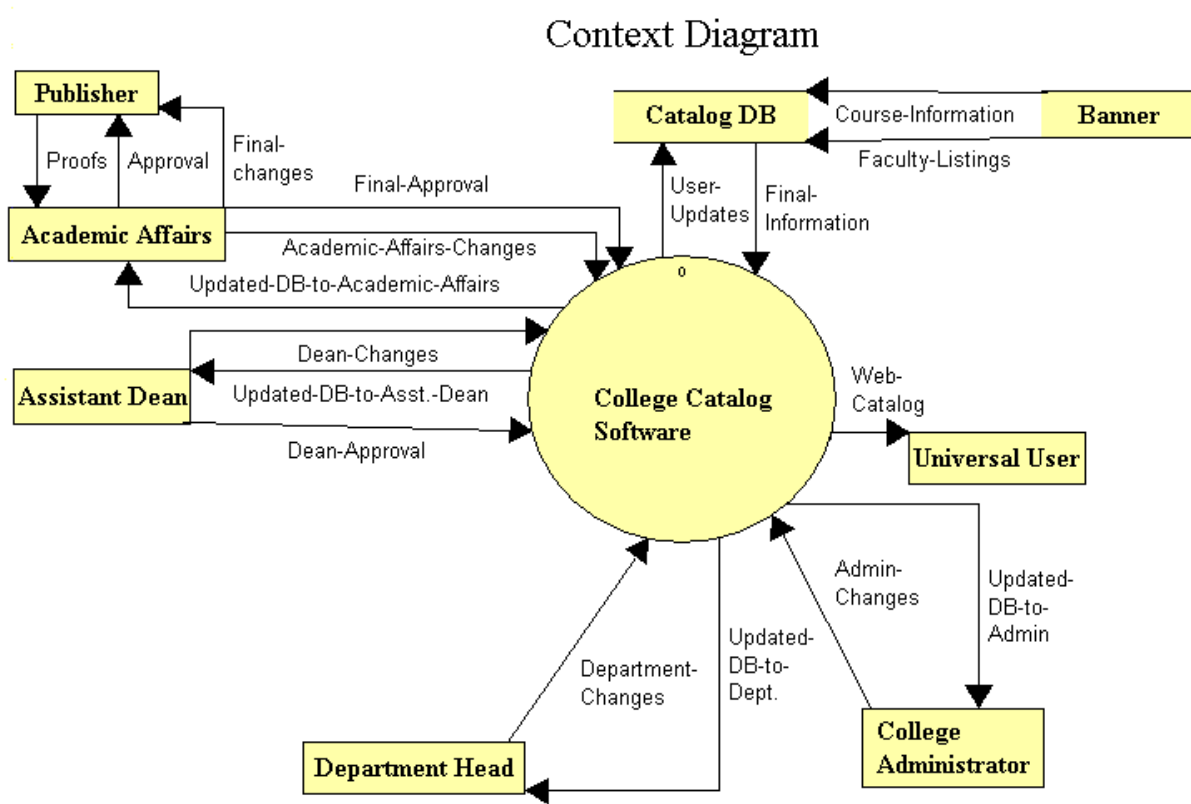 Context Diagram
Publisher
Catalog DB
Banner
Course-Information
Faculty-Listings
Proofs
Approval
Final-
changes
Final-Approval
User-
Updates
Final-
Information
Academic Affairs
Academic-Affairs-Changes
Updated-DB-to-Academic-Affairs
0
Dean-Changes
Assistant Dean
Updated-DB-to-Asst.-Dean
Dean-Approval
College Catalog
Software
Web-
Catalog
Universal User
Admin-
Changes
Updated-
DB-to-
Admin
Department-
Changes
Updated-
DB-to-
Dept.
Department Head
College
Administrator